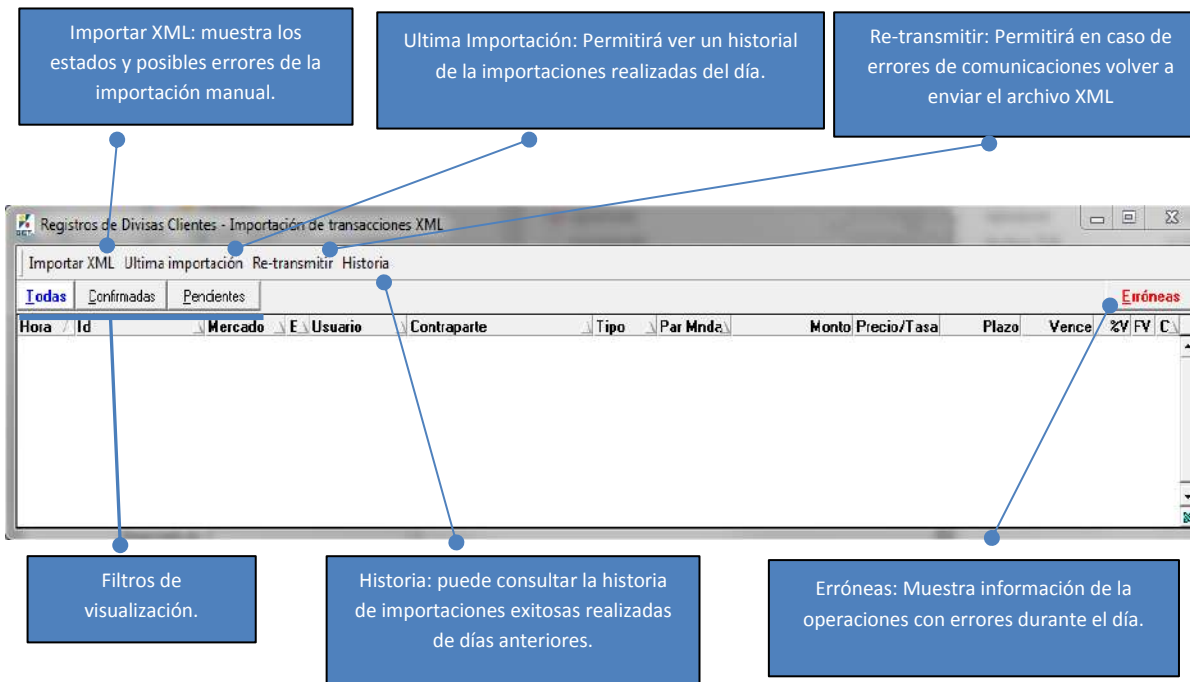 Importar XML: muestra los
estados y posibles errores de la
importación manual.
Ultima Importación: Permitirá ver un historial
de la importaciones realizadas del día.
Re-transmitir: Permitirá en caso de
errores de comunicaciones volver a
enviar el archivo XML
Registros de Divisas Clientes - Importación de transacciones XML
Importar XML Ultima importación Re-transmitir Historia
Todas Confirmadas Pendientes Erróneas
Hora Id Mercado E Usuario Contraparte Tipo Par Mnda Monto Precio/Tasa Plazo Vence %V FV C
Filtros de
visualización.
Historia: puede consultar la historia
de importaciones exitosas realizadas
de días anteriores.
Erróneas: Muestra información de la
operaciones con errores durante el día.